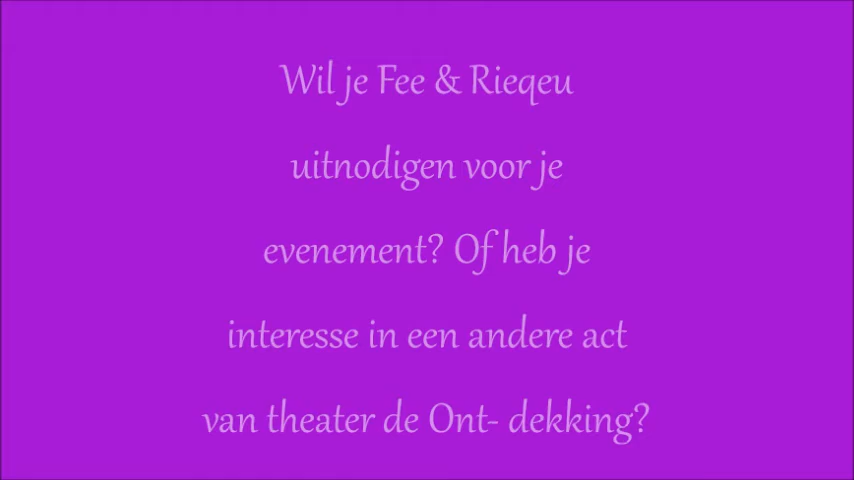 Wil je Fee & Rieqeu
uitnodigen voor je
evenement? Of heb je
interesse in een andere act
van theater de Ont- dekking?